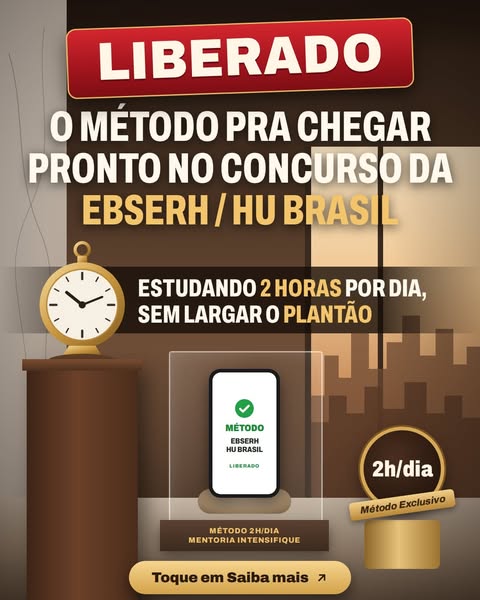 LIBERADO
O MÉTODO PRA CHEGAR
PRONTO NO CONCURSO DA
EBSERH / HU BRASIL
ESTUDANDO 2 HORAS POR DIA,
SEM LARGAR O PLANTÃO
MÉTODO
EBSERH
HU BRASIL
LIBERADO
2h/dia
Método Exclusivo
MÉTODO 2H/DIA
MENTORIA INTENSIFIQUE
Toque em Saiba mais ↗